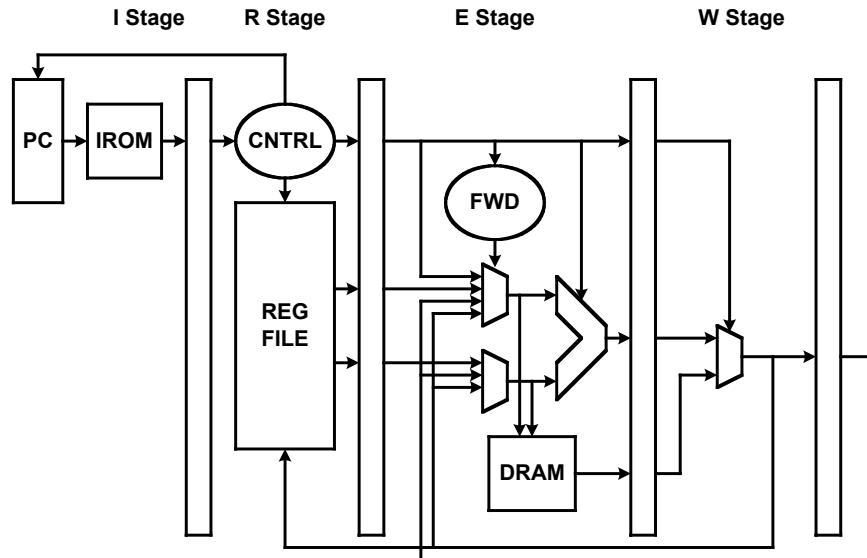 I Stage R Stage E Stage W Stage
PC
IROM
CNTRL
FWD
REG
FILE
DRAM